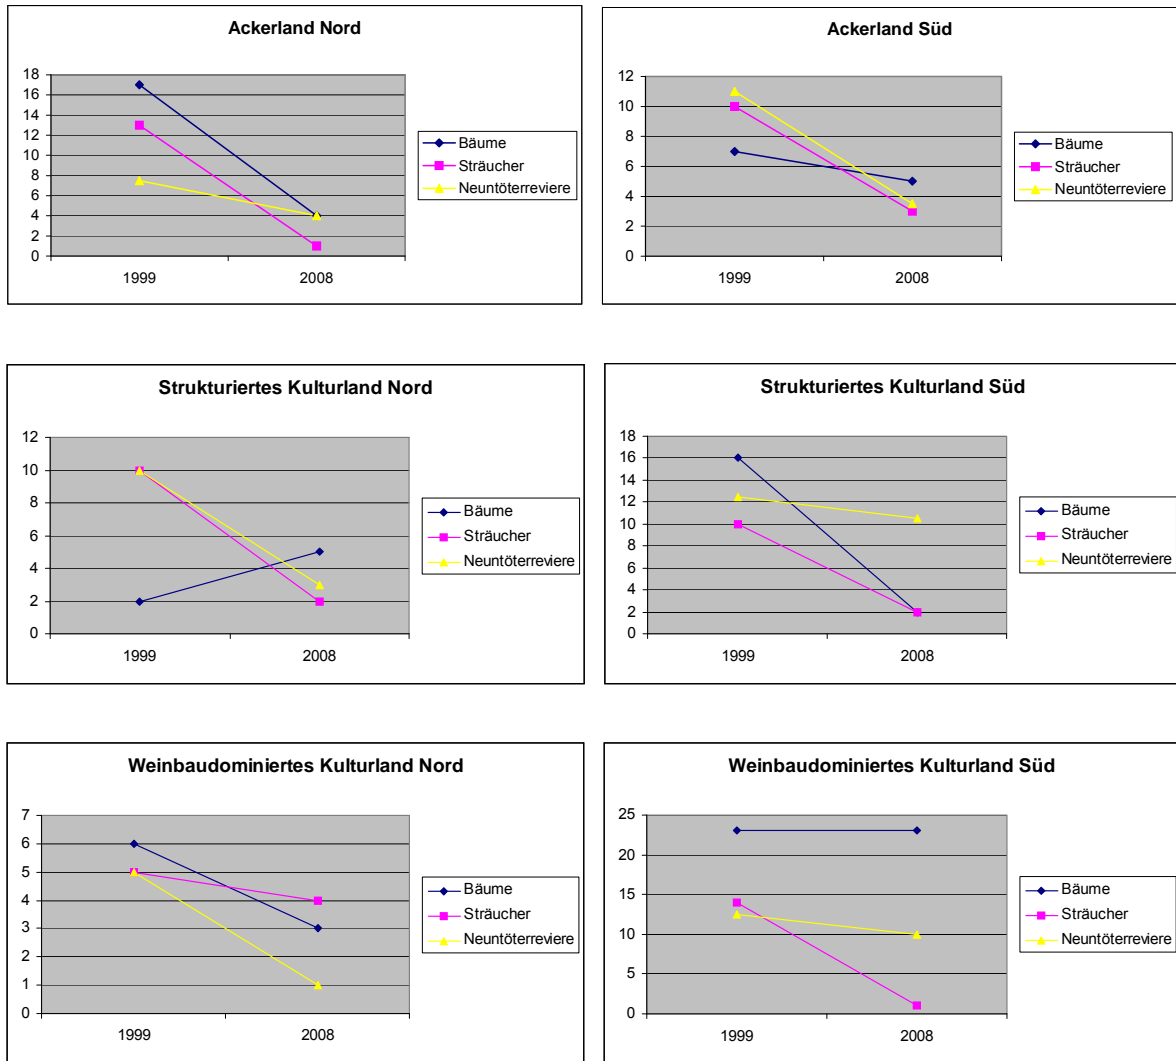 Ackerland Nord
18
16
14
12
10
8
6
4
2
0
1999 2008
Bäume
Sträucher
Neuntöterreviere
Ackerland Süd
12
10
8
6
4
2
0
1999 2008
Bäume
Sträucher
Neuntöterreviere
Strukturiertes Kulturland Nord
12
10
8
6
4
2
0
1999 2008
Bäume
Sträucher
Neuntöterreviere
Strukturiertes Kulturland Süd
18
16
14
12
10
8
6
4
2
0
1999 2008
Bäume
Sträucher
Neuntöterreviere
Weinbaudominiertes Kulturland Nord
7
6
5
4
3
2
1
0
1999 2008
Bäume
Sträucher
Neuntöterreviere
Weinbaudominiertes Kulturland Süd
25
20
15
10
5
0
1999 2008
Bäume
Sträucher
Neuntöterreviere